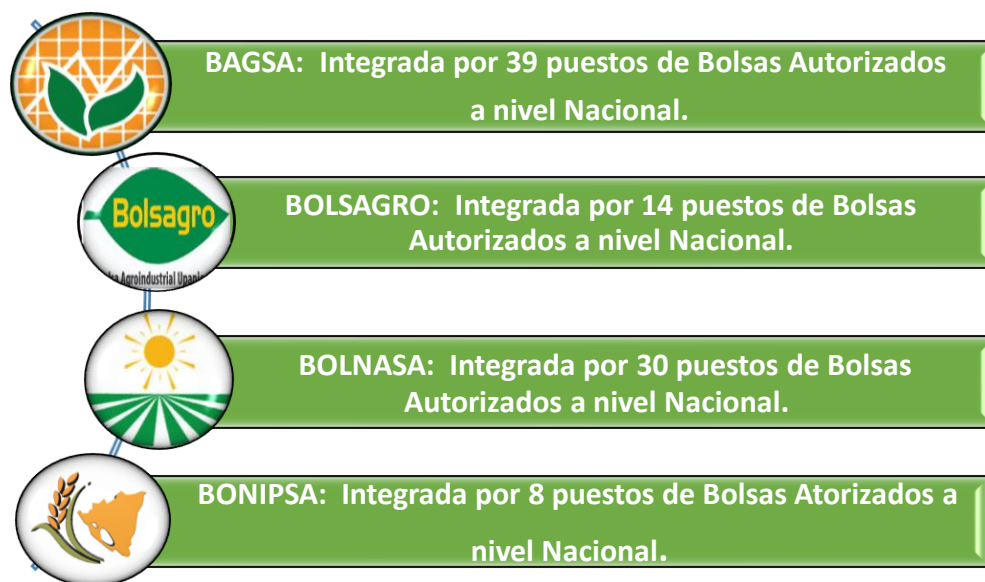 BAGSA: Integrada por 39 puestos de Bolsas Autorizados
a nivel Nacional.
Bolsagro
Agroindustrial
BOLSAGRO: Integrada por 14 puestos de Bolsas
Autorizados a nivel Nacional.
BOLNASA: Integrada por 30 puestos de Bolsas
Autorizados a nivel Nacional.
BONIPSA: Integrada por 8 puestos de Bolsas Atorizados a
nivel Nacional.